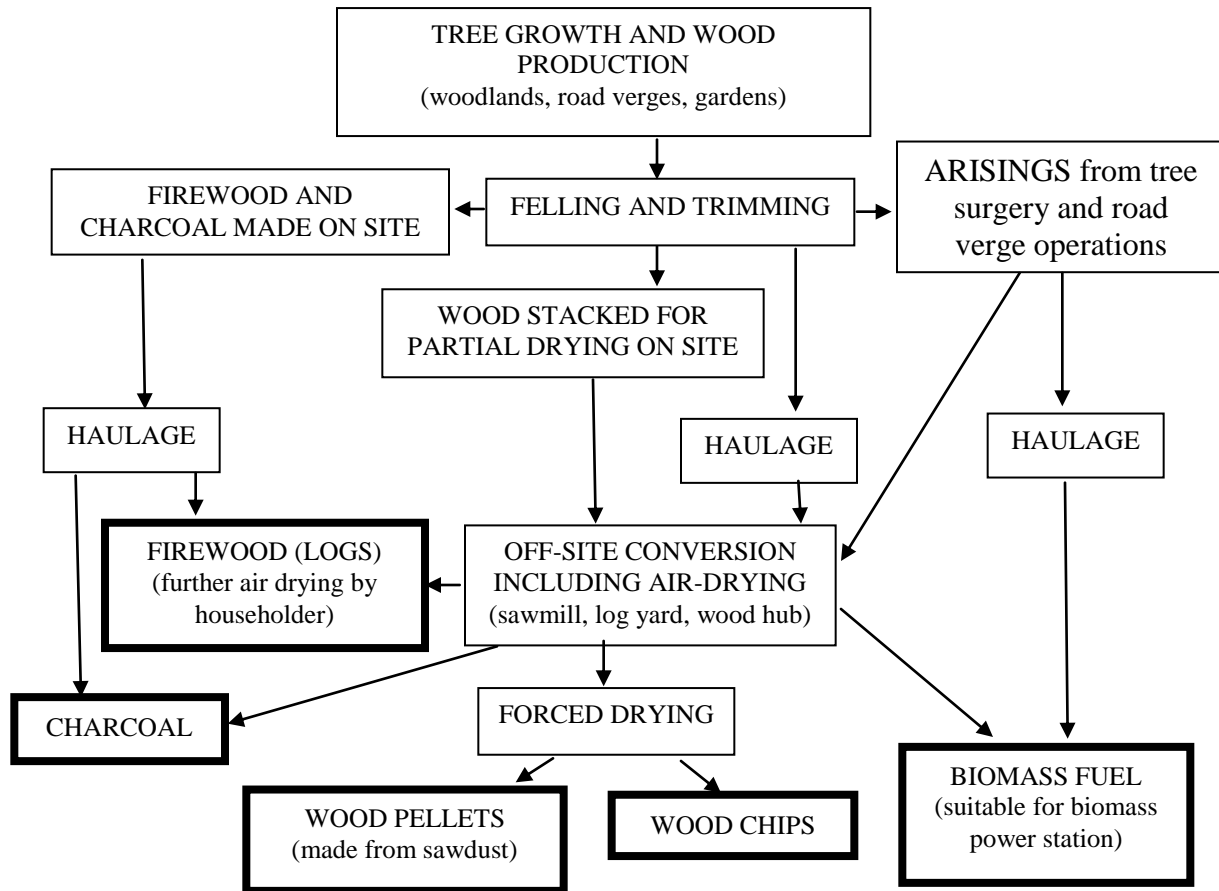 TREE GROWTH AND WOOD
PRODUCTION
(woodlands, road verges, gardens)
FIREWOOD AND
CHARCOAL MADE ON SITE
FELLING AND TRIMMING
ARISINGS from tree
surgery and road
verge operations
WOOD STACKED FOR
PARTIAL DRYING ON SITE
HAULAGE
HAULAGE
HAULAGE
FIREWOOD (LOGS)
(further air drying by
householder)
OFF-SITE CONVERSION
INCLUDING AIR-DRYING
(sawmill, log yard, wood hub)
CHARCOAL
FORCED DRYING
WOOD PELLETS
(made from sawdust)
WOOD CHIPS
BIOMASS FUEL
(suitable for biomass
power station)